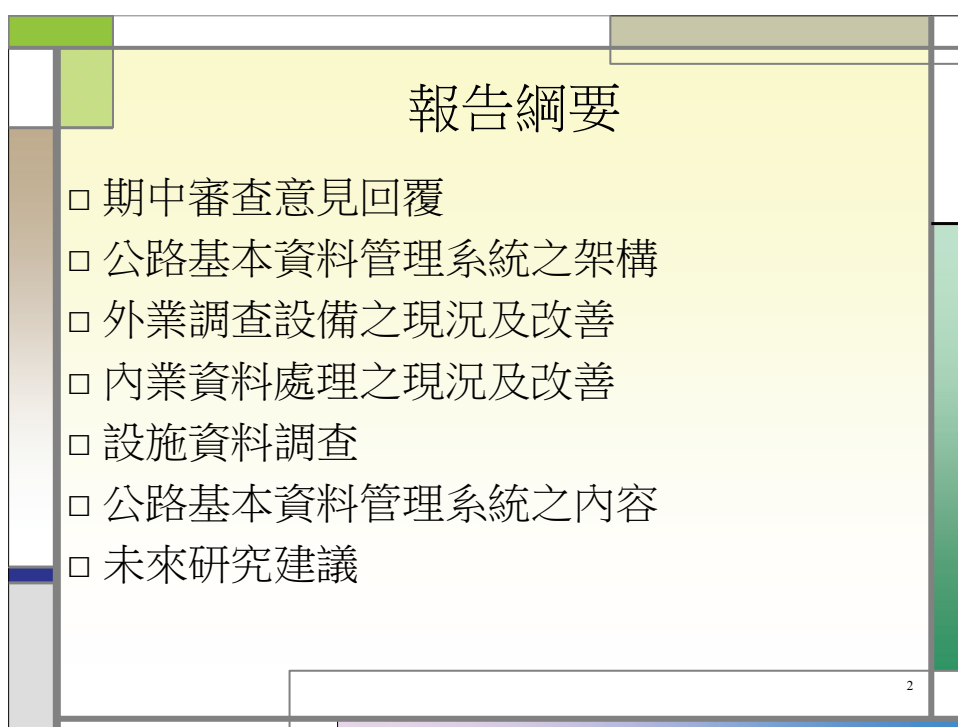 報告綱要
□ 期中審查意見回覆
□ 公路基本資料管理系統之架構
□ 外業調查設備之現況及改善
□ 內業資料處理之現況及改善
□ 設施資料調查
□ 公路基本資料管理系統之內容
□ 未來研究建議
2